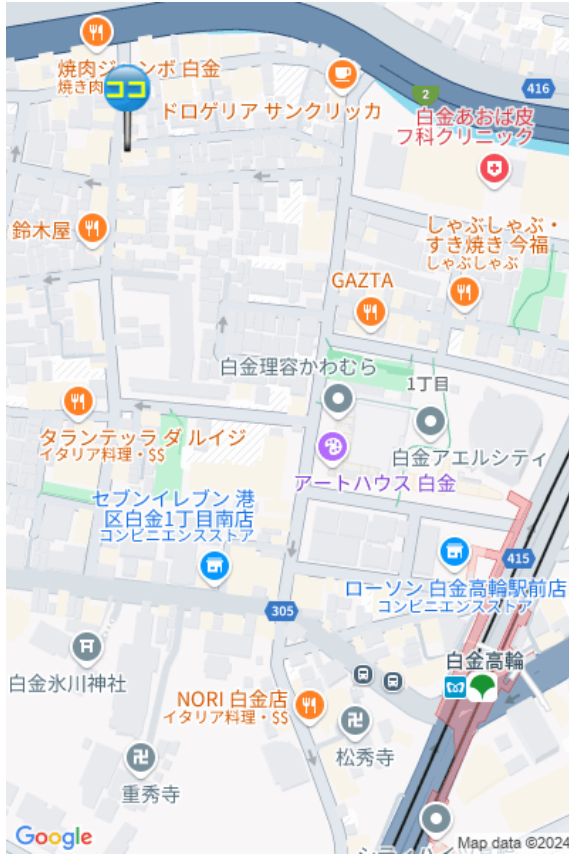 焼肉ジャンボ 白金
焼き肉
ココ
ドロゲリア サンクリッカ
2
416
白金あおば皮
フ科クリニック
鈴木屋
しゃぶしゃぶ・
すき焼き 今福
しゃぶしゃぶ
GAZTA
白金理容かわむら
1丁目
タランテッラ ダ ルイジ
イタリア料理・$$
白金アエルシティ
アートハウス 白金
セブンイレブン 港
区白金1丁目南店
コンビニエンスストア
415
ローソン 白金高輪駅前店
コンビニエンスストア
305
白金高輪
白金氷川神社
NORI 白金店
イタリア料理・$$
松秀寺
重秀寺
Google
Map data ©2024